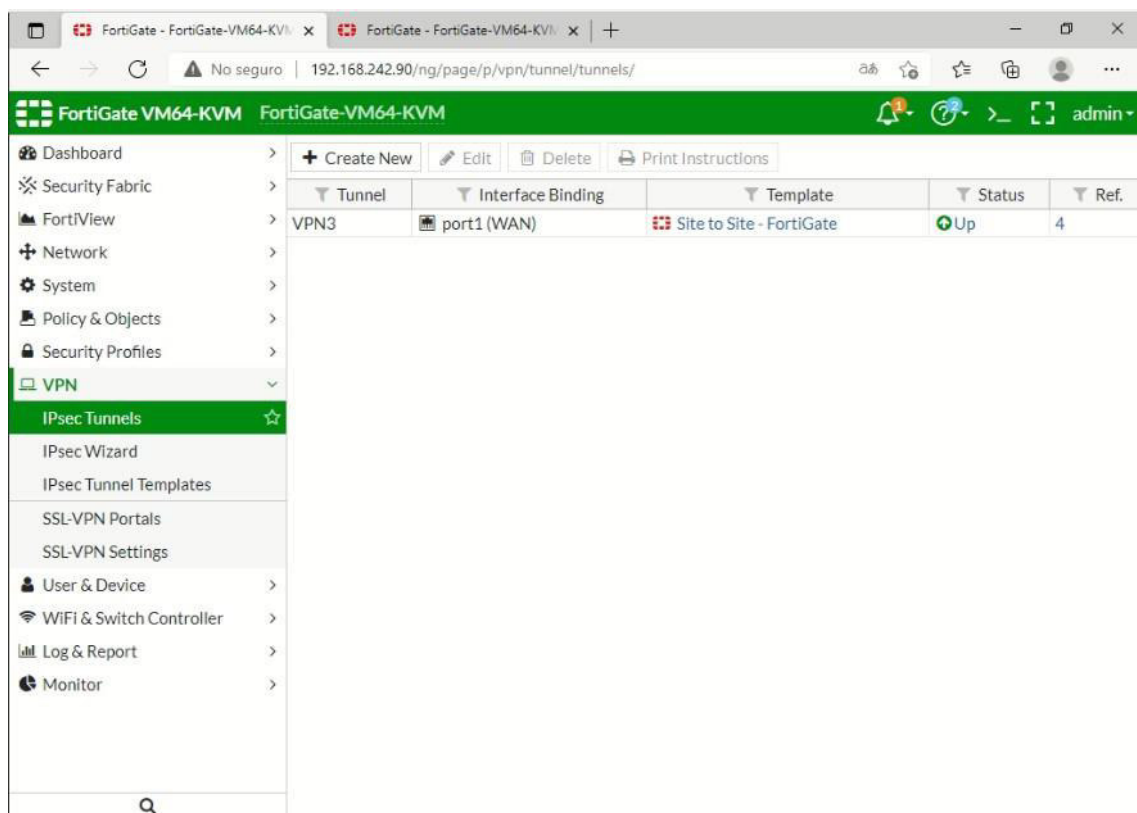 FortiGate - FortiGate-VM64-KV
FortiGate - FortiGate-VM64-KV
No seguro 192.168.242.90/ng/page/p/vpn/tunnel/tunnels/
FortiGate VM64-KVM FortiGate-VM64-KVM 1 2 >_ admin
Dashboard
Security Fabric
FortiView
Network
System
Policy & Objects
Security Profiles
VPN
IPsec Tunnels
IPsec Wizard
IPsec Tunnel Templates
SSL-VPN Portals
SSL-VPN Settings
User & Device
WiFi & Switch Controller
Log & Report
Monitor
+ Create New Edit Delete Print Instructions
Tunnel Interface Binding Template Status Ref.
VPN3 port1 (WAN) Site to Site - FortiGate Up 4